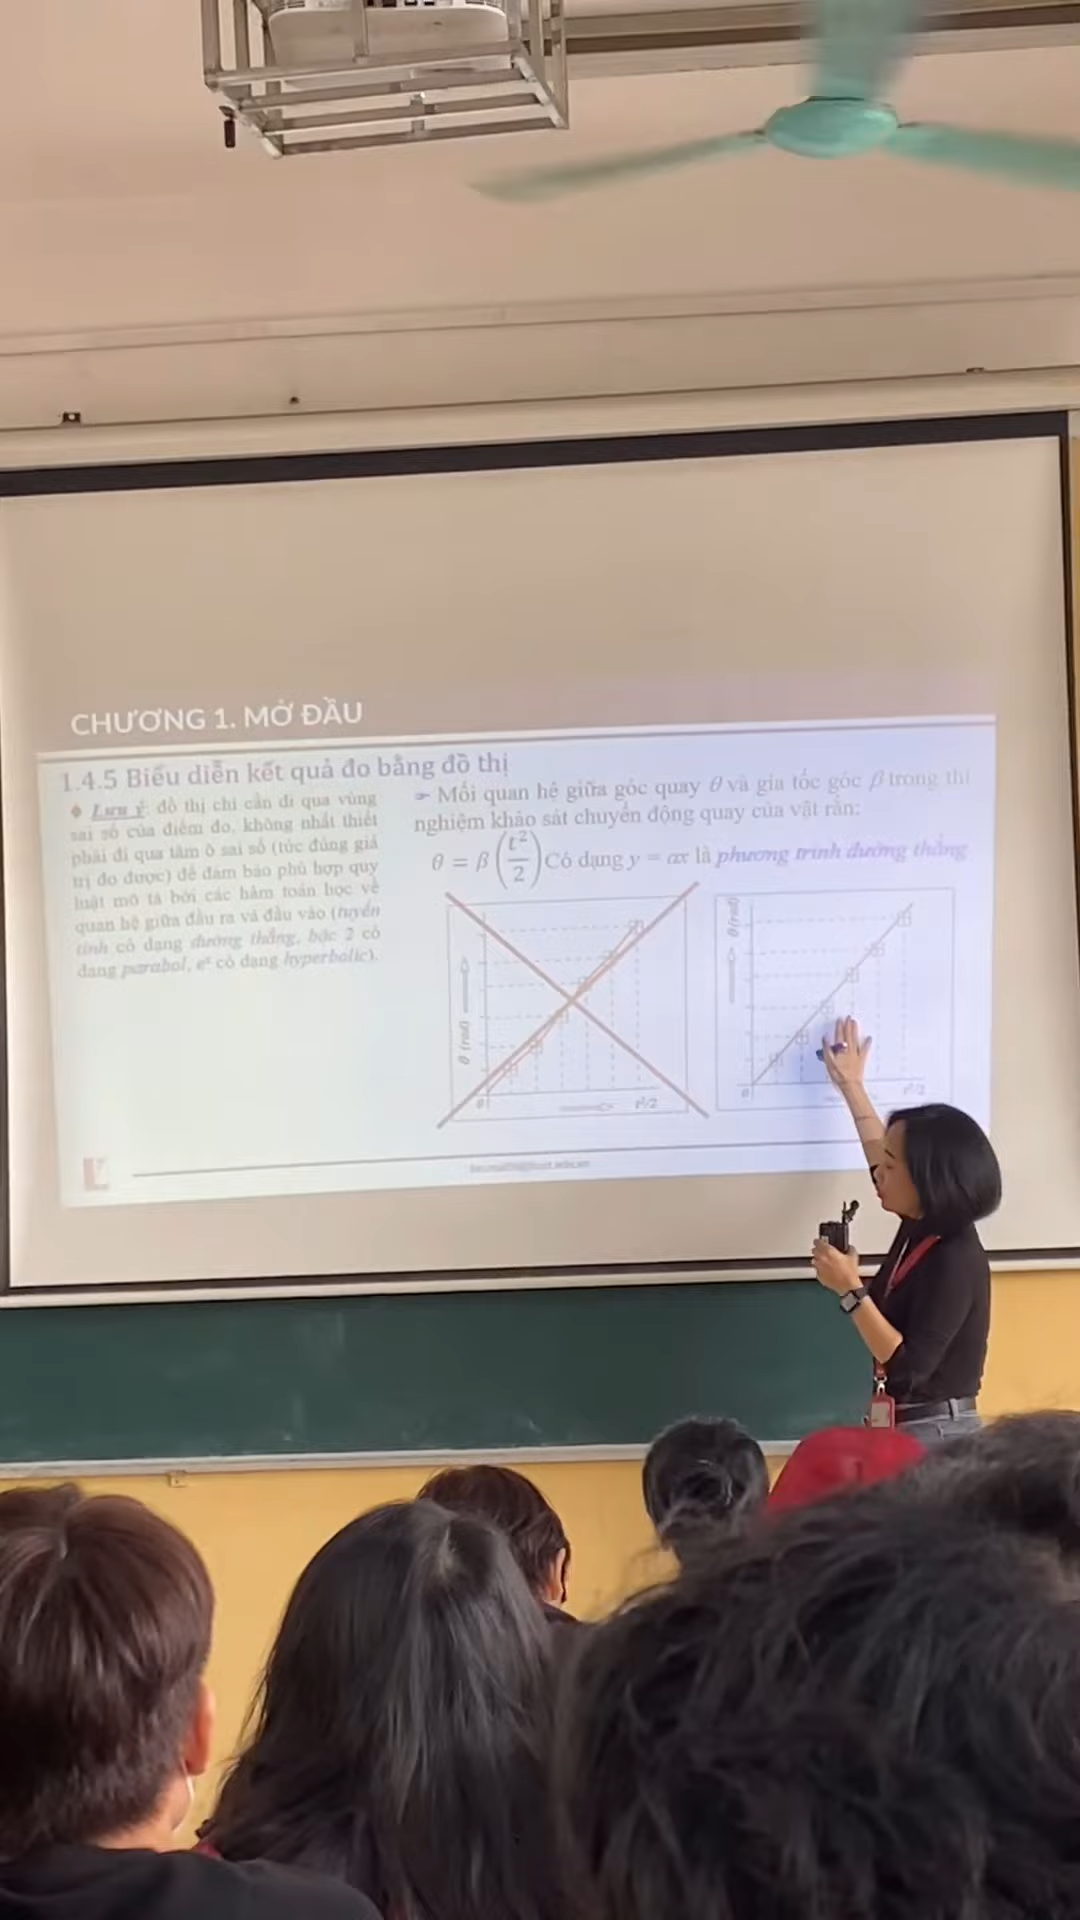 CHƯƠNG 1. MỞ ĐẦU
1.4.5 Biểu diễn kết quả đo bằng đồ thị
❖ Lưu ý: đồ thị chỉ cần đi qua vùng
sai số của điểm đo, không nhất thiết
phải đi qua tâm ô sai số (tức đúng giá
trị đo được) để đảm bảo phù hợp quy
luật mô tả bởi các hàm toán học về
quan hệ giữa đầu ra và đầu vào (tuyến
tính có dạng đường thẳng, bậc 2 có
dạng parabol, eˣ có dạng hyperbolic).
➢ Mối quan hệ giữa góc quay θ và gia tốc góc β trong thí
nghiệm khảo sát chuyển động quay của vật rắn:
θ = β (t²/2) Có dạng y = ax là phương trình đường thẳng
θ (rad)
0
t²/2
θ (rad)
0
t²/2